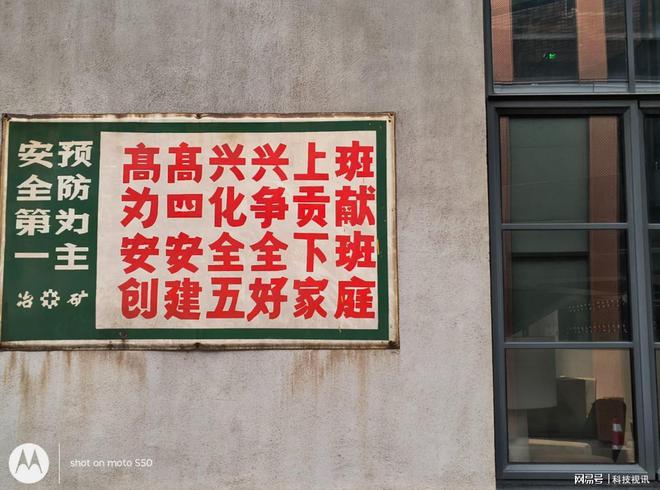 安全第一
预防为主
冶矿
高高兴兴上班
为四化争贡献
安安全全下班
创建五好家庭
shot on moto S50
网易号 | 科技视讯